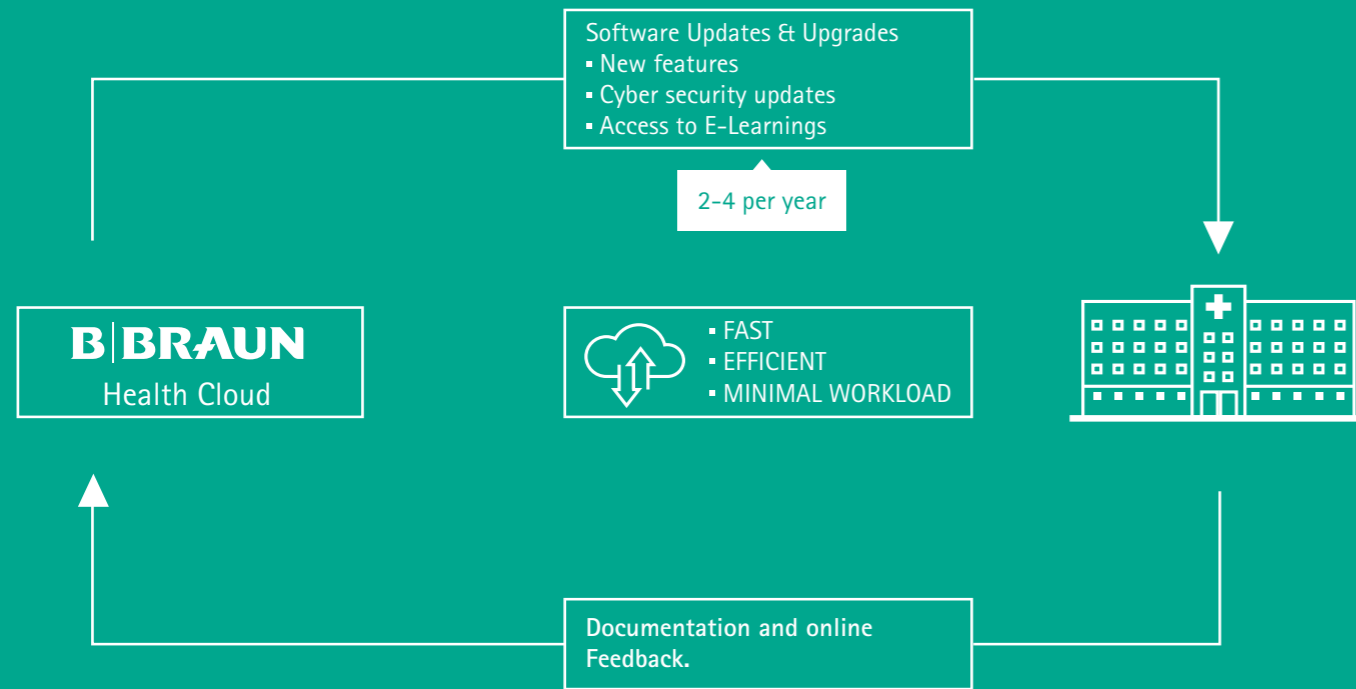 Software Updates & Upgrades
▪ New features
▪ Cyber security updates
▪ Access to E-Learnings
2-4 per year
B|BRAUN
Health Cloud
▪ FAST
▪ EFFICIENT
▪ MINIMAL WORKLOAD
Documentation and online
Feedback.